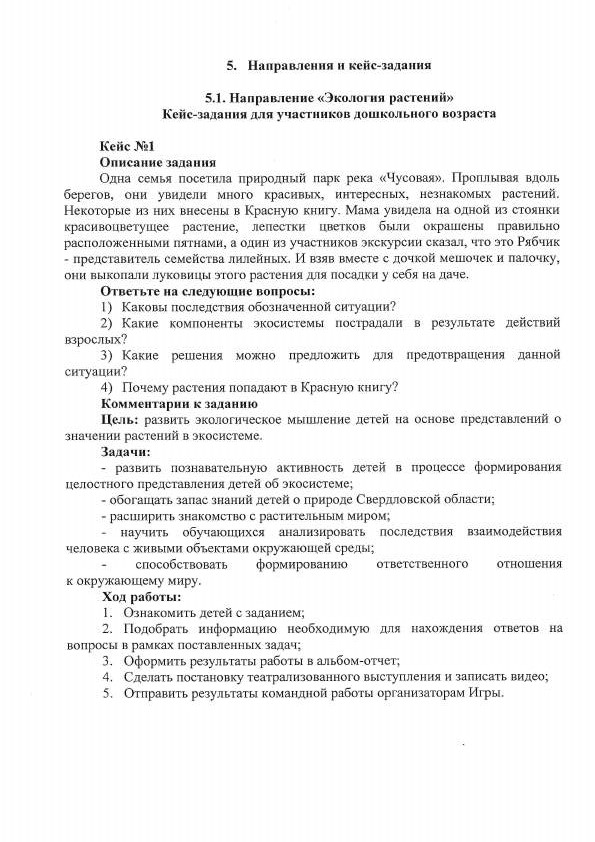 5. Направления и кейс-задания
5.1. Направление «Экология растений»
Кейс-задания для участников дошкольного возраста
Кейс №1
Описание задания
Одна семья посетила природный парк река «Чусовая». Проплывая вдоль
берегов, они увидели много красивых, интересных, незнакомых растений.
Некоторые из них внесены в Красную книгу. Мама увидела на одной из стоянки
красивоцветущее растение, лепестки цветков были окрашены правильно
расположенными пятнами, а один из участников экскурсии сказал, что это Рябчик
- представитель семейства лилейных. И взяв вместе с дочкой мешочек и палочку,
они выкопали луковицы этого растения для посадки у себя на даче.
Ответьте на следующие вопросы:
1) Каковы последствия обозначенной ситуации?
2) Какие компоненты экосистемы пострадали в результате действий
взрослых?
3) Какие решения можно предложить для предотвращения данной
ситуации?
4) Почему растения попадают в Красную книгу?
Комментарии к заданию
Цель: развить экологическое мышление детей на основе представлений о
значении растений в экосистеме.
Задачи:
- развить познавательную активность детей в процессе формирования
целостного представления детей об экосистеме;
- обогащать запас знаний детей о природе Свердловской области;
- расширить знакомство с растительным миром;
- научить обучающихся анализировать последствия взаимодействия
человека с живыми объектами окружающей среды;
- способствовать формированию ответственного отношения
к окружающему миру.
Ход работы:
1. Ознакомить детей с заданием;
2. Подобрать информацию необходимую для нахождения ответов на
вопросы в рамках поставленных задач;
3. Оформить результаты работы в альбом-отчет;
4. Сделать постановку театрализованного выступления и записать видео;
5. Отправить результаты командной работы организаторам Игры.